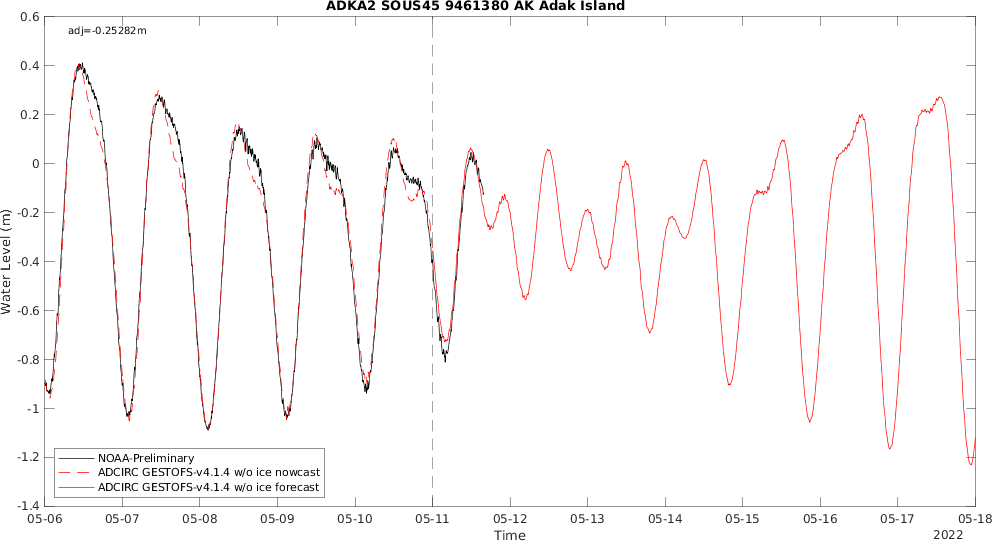 ADKA2 SOUS45 9461380 AK Adak Island
adj=-0.25282m
0.6
0.4
0.2
0
-0.2
-0.4
-0.6
-0.8
-1
-1.2
-1.4
Water Level (m)
NOAA-Preliminary
ADCIRC GESTOFS-v4.1.4 w/o ice nowcast
ADCIRC GESTOFS-v4.1.4 w/o ice forecast
05-06 05-07 05-08 05-09 05-10 05-11 05-12 05-13 05-14 05-15 05-16 05-17 05-18
Time
2022